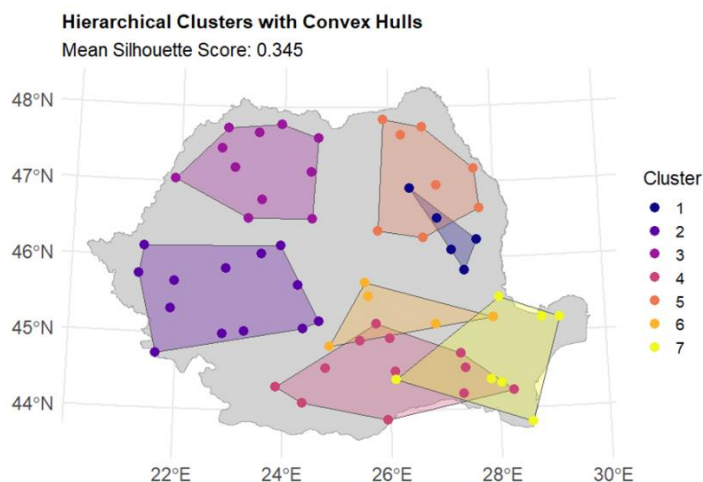 Hierarchical Clusters with Convex Hulls
Mean Silhouette Score: 0.345
48°N
47°N
46°N
45°N
44°N
22°E
24°E
26°E
28°E
30°E
Cluster
1
2
3
4
5
6
7